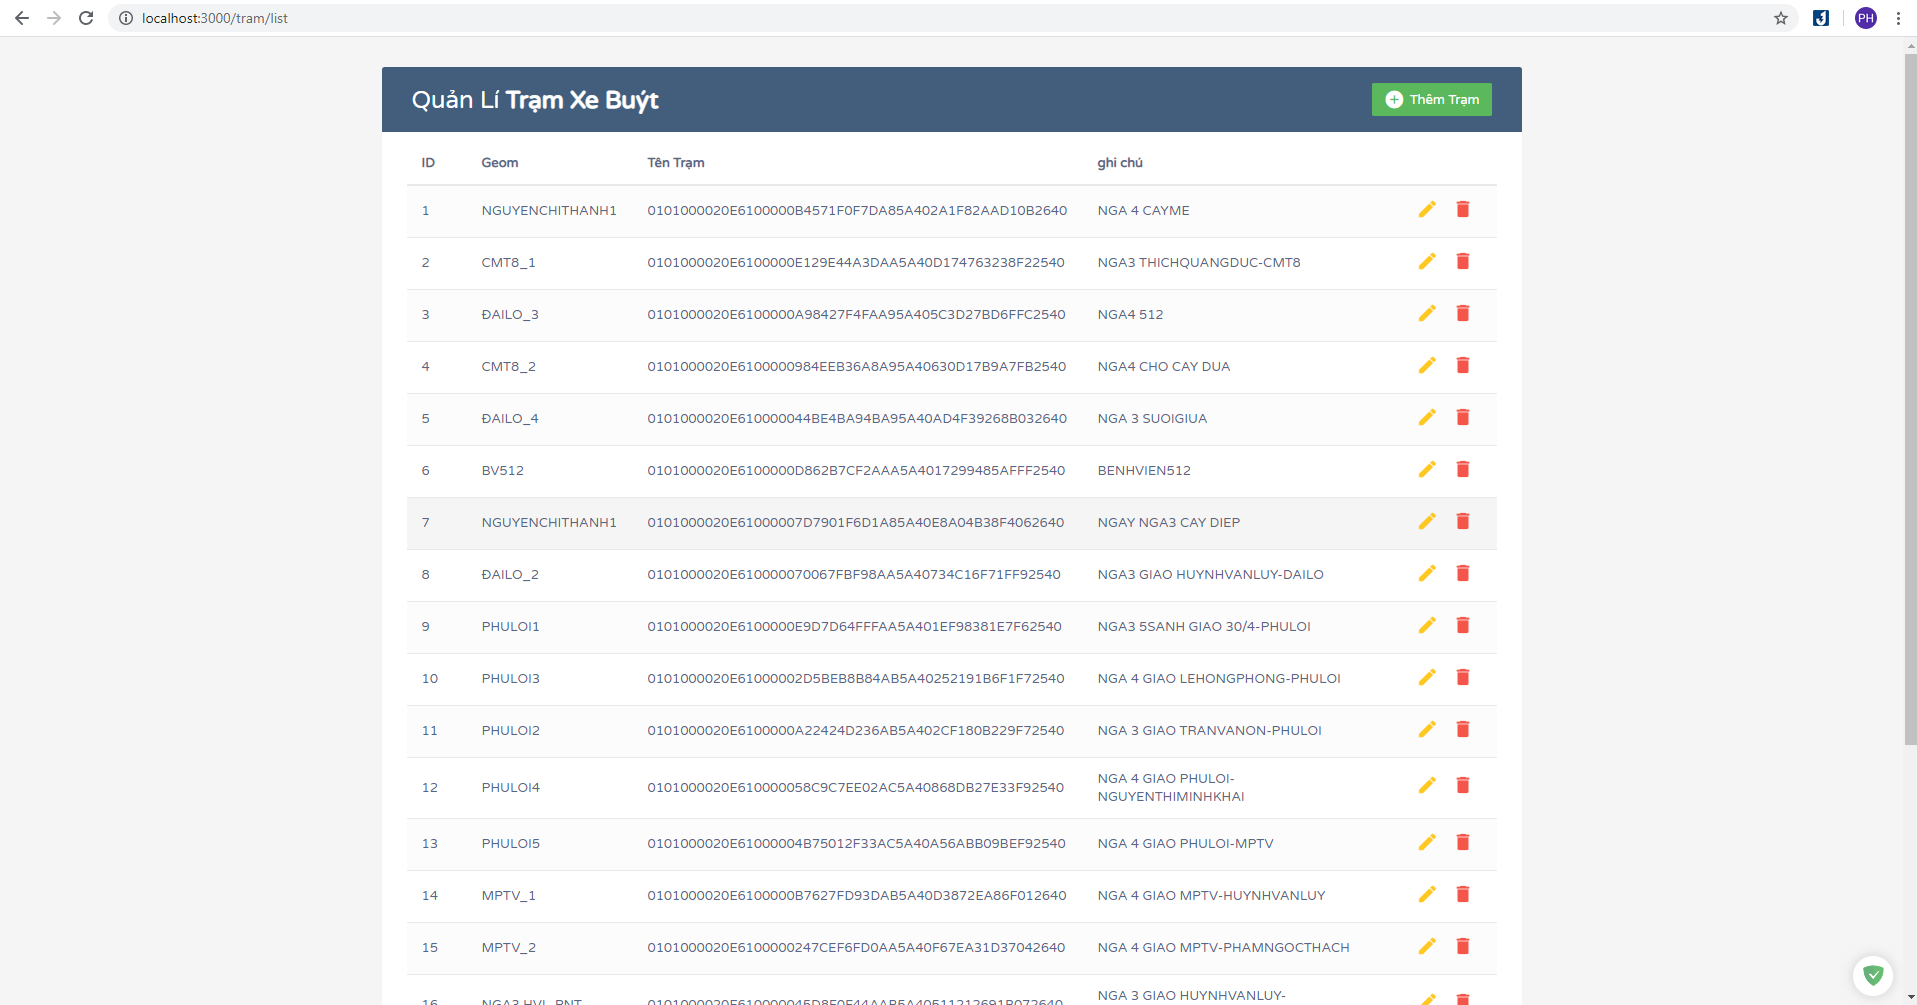 localhost:3000/tram/list
PH
Quản Lí Trạm Xe Buýt
Thêm Trạm
ID Geom Tên Trạm ghi chú
1 NGUYENCHITHANH1 0101000020E6100000B4571F0F7DA85A402A1F82AAD10B2640 NGA 4 CAYME
2 CMT8_1 0101000020E6100000E129E44A3DAA5A40D174763238F22540 NGA3 THICHQUANGDUC-CMT8
3 ĐAILO_3 0101000020E6100000A98427F4FAA95A405C3D27BD6FFC2540 NGA4 512
4 CMT8_2 0101000020E6100000984EEB36A8A95A40630D17B9A7FB2540 NGA4 CHO CAY DUA
5 ĐAILO_4 0101000020E610000044BE4BA94BA95A40AD4F39268B032640 NGA 3 SUOIGIUA
6 BV512 0101000020E6100000D862B7CF2AAA5A4017299485AFFF2540 BENHVIEN512
7 NGUYENCHITHANH1 0101000020E61000007D7901F6D1A85A40E8A04B38F4062640 NGAY NGA3 CAY DIEP
8 ĐAILO_2 0101000020E610000070067FBF98AA5A40734C16F71FF92540 NGA3 GIAO HUYNHVANLUY-DAILO
9 PHULOI1 0101000020E6100000E9D7D64FFFAA5A401EF98381E7F62540 NGA3 5SANH GIAO 30/4-PHULOI
10 PHULOI3 0101000020E61000002D5BEB8B84AB5A40252191B6F1F72540 NGA 4 GIAO LEHONGPHONG-PHULOI
11 PHULOI2 0101000020E6100000A22424D236AB5A402CF180B229F72540 NGA 3 GIAO TRANVANON-PHULOI
12 PHULOI4 0101000020E610000058C9C7EE02AC5A40868DB27E33F92540 NGA 4 GIAO PHULOI-
NGUYENTHIMINHKHAI
13 PHULOI5 0101000020E61000004B75012F33AC5A40A56ABB09BEF92540 NGA 4 GIAO PHULOI-MPTV
14 MPTV_1 0101000020E6100000B7627FD93DAB5A40D3872EA86F012640 NGA 4 GIAO MPTV-HUYNHVANLUY
15 MPTV_2 0101000020E6100000247CEF6FD0AA5A40F67EA31D37042640 NGA 4 GIAO MPTV-PHAMNGOCTHACH
16 NGA3 HVL_PNT NGA 3 GIAO HUYNHVANLUY-